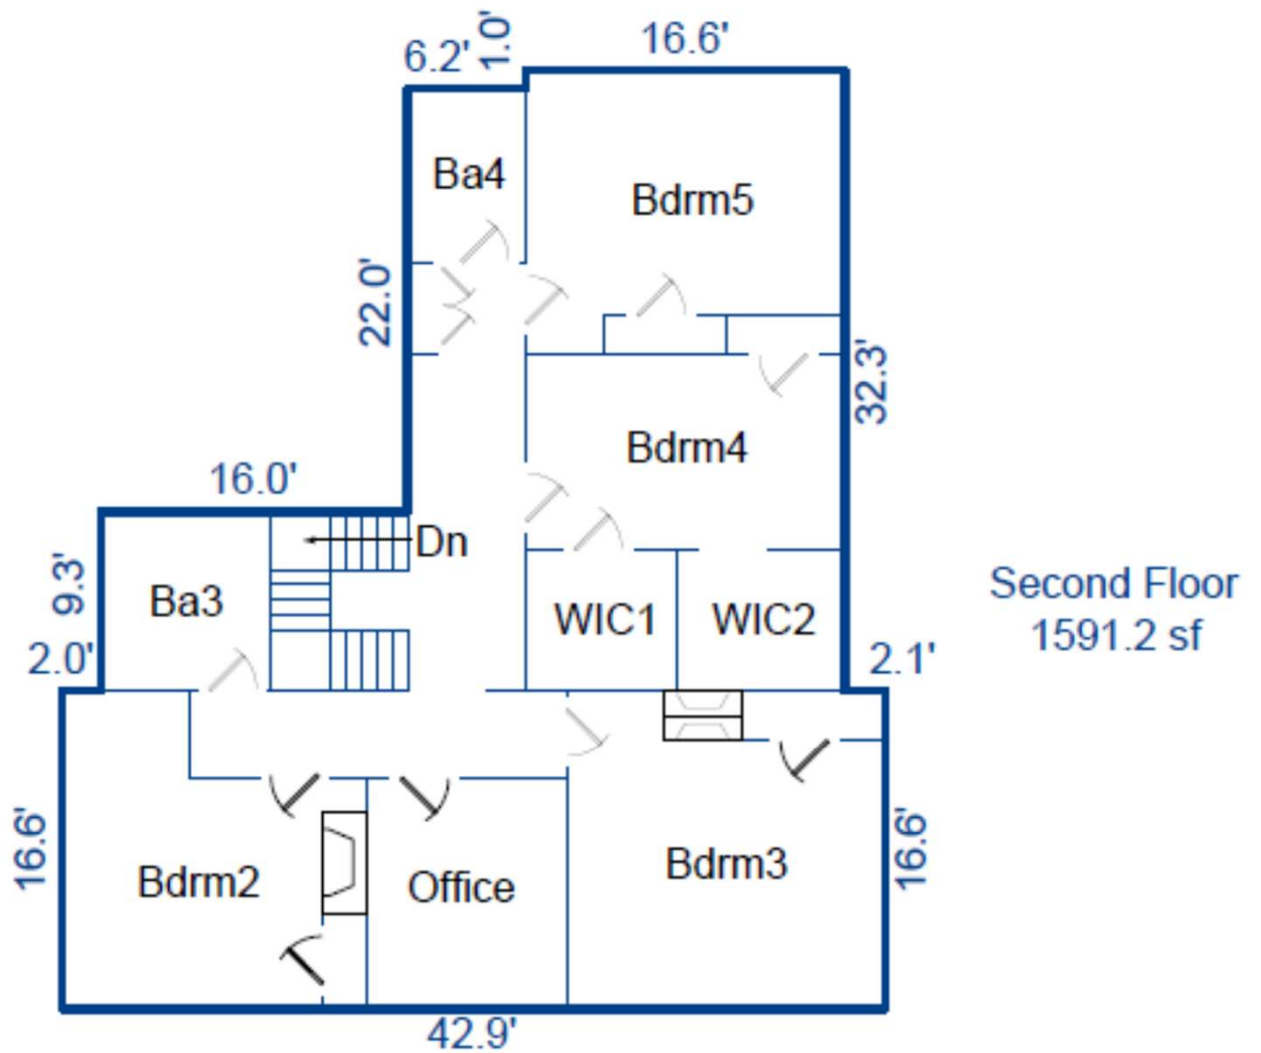 6.2'
1.0'
16.6'
Ba4
Bdrm5
22.0'
32.3'
Bdrm4
16.0'
Dn
9.3'
Ba3
WIC1
WIC2
Second Floor
1591.2 sf
2.0'
2.1'
16.6'
Bdrm2
Office
Bdrm3
16.6'
42.9'